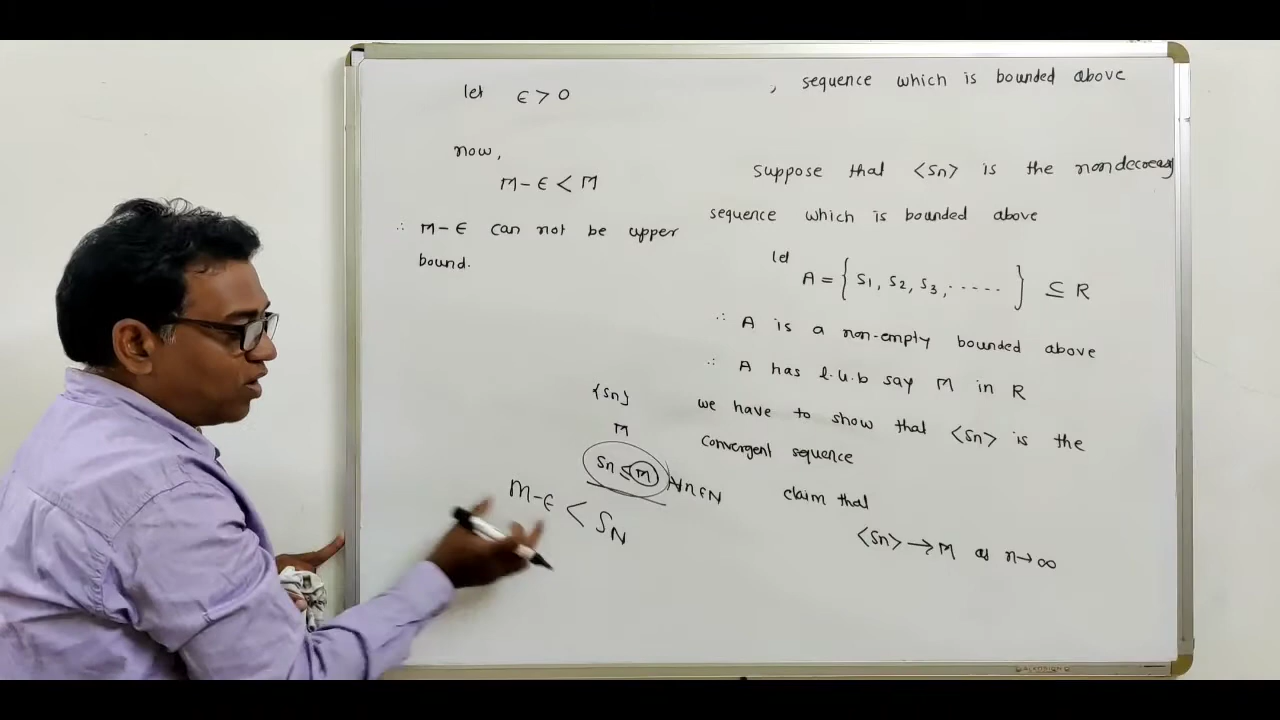 let ϵ > 0
now,
M - ϵ < M
∴ M - ϵ can not be upper
bound.
{Sn}
M
Sn ≤ M ∀ n ∈ N
M - ϵ < S_N
, sequence which is bounded above
suppose that <Sn> is the nondecreas
sequence which is bounded above
let
A = { S1, S2, S3, ..... } ⊆ R
∴ A is a non-empty bounded above
∴ A has l.u.b say M in R
we have to show that <Sn> is the
convergent sequence
claim that
<Sn> → M as n → ∞